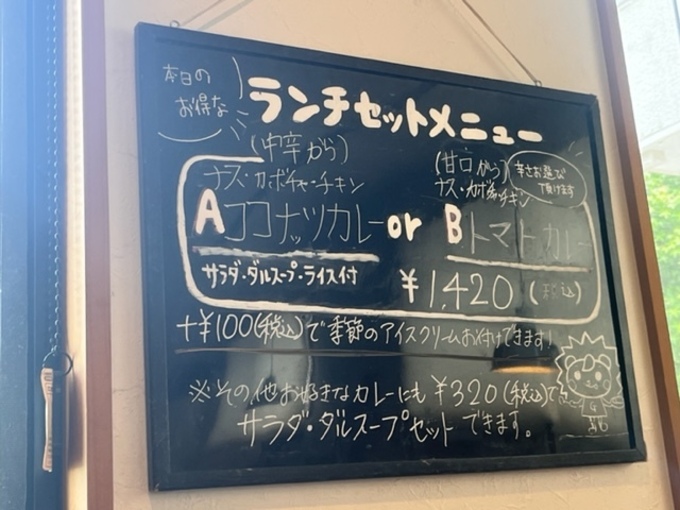 本日の
お得な
ランチセットメニュー
(中辛から)
ナス・カボチャ・チキン
A ココナッツカレー
or
(甘口から)
辛さお選び
頂けます
ナス・カボチャ・チキン
B トマトカレー
サラダ・ダルスープ・ライス付
¥1,420 (税込)
+¥100(税込)で季節のアイスクリームお付けできます!
※その他お好きなカレーにも ¥320(税込)で
サラダ・ダルスープセットできます。